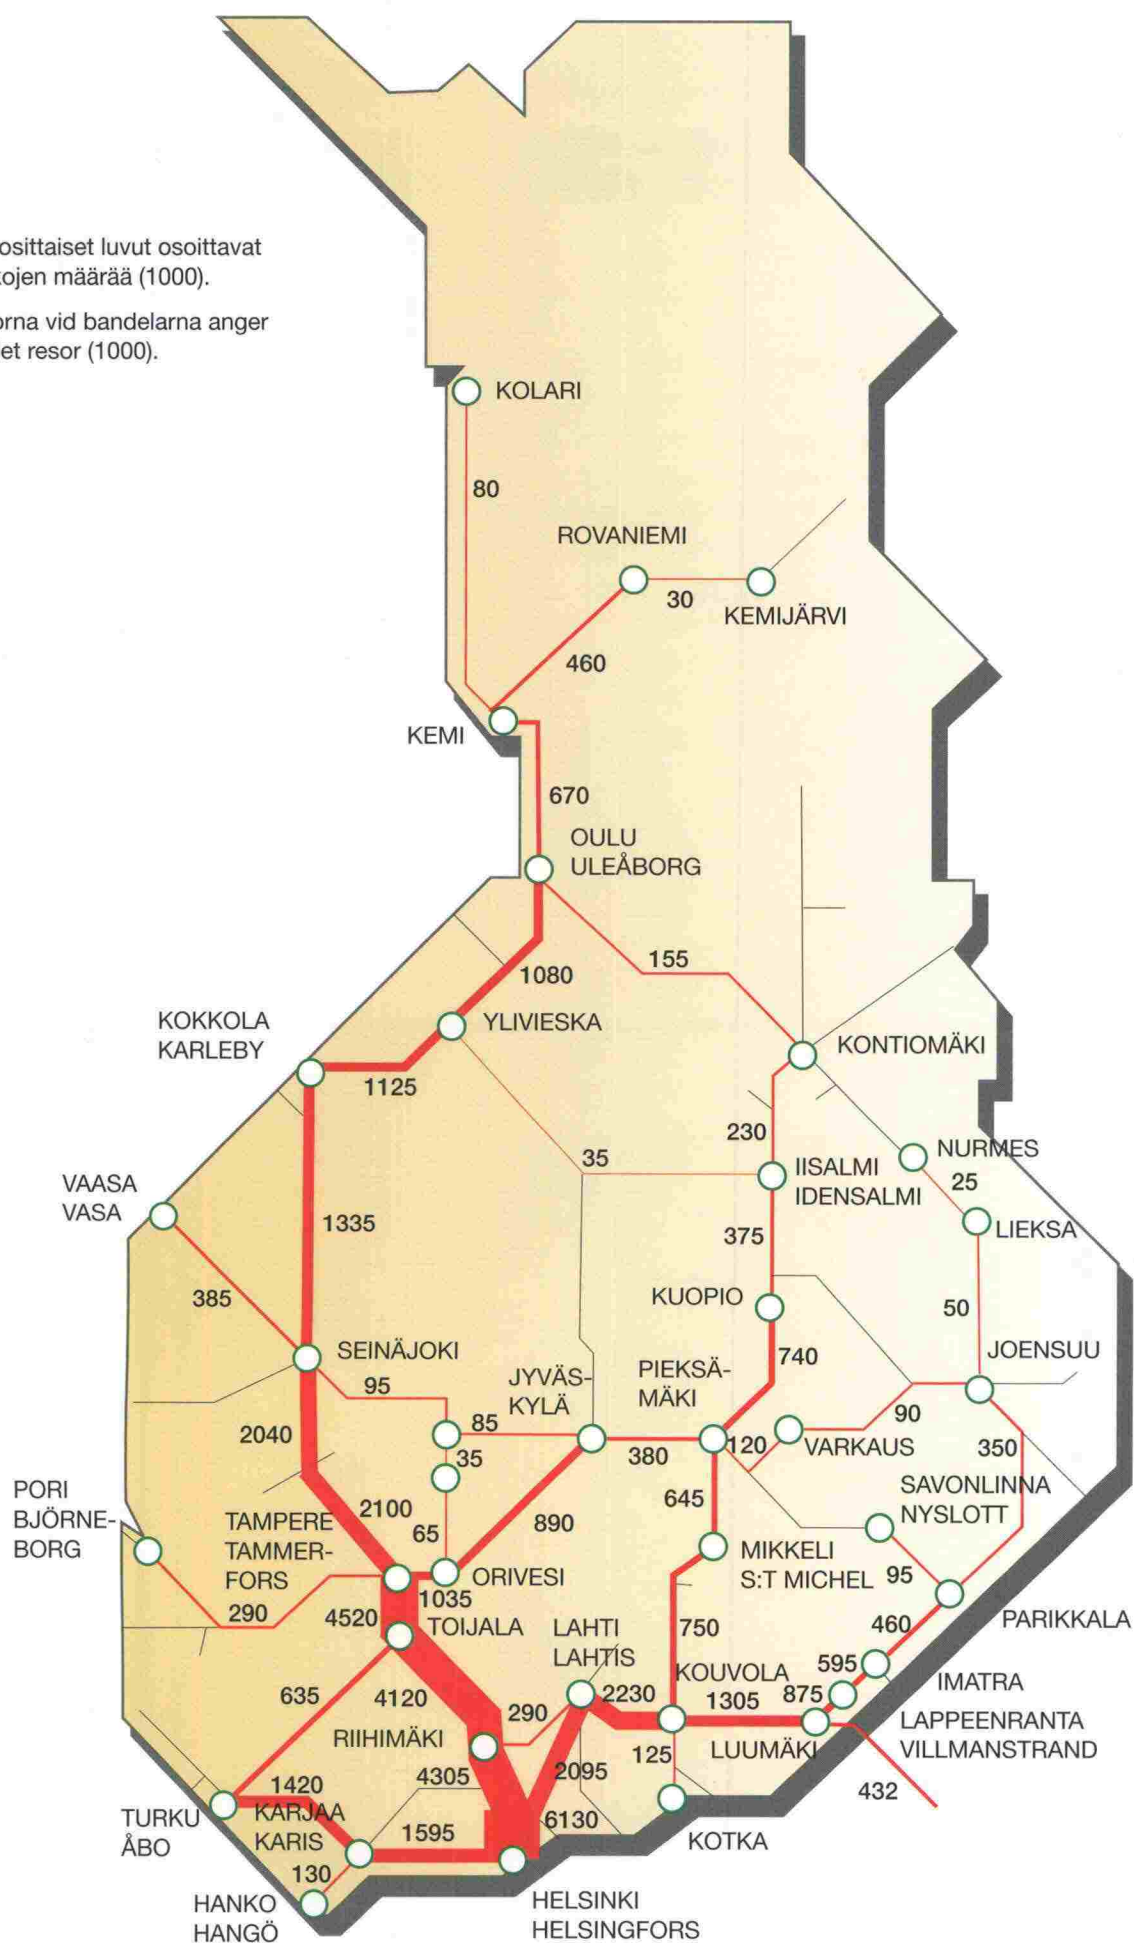 osittaiset luvut osoittavat
kojen määrää (1000).
orna vid bandelarna anger
et resor (1000).
KOLARI
80
ROVANIEMI
30
KEMIJÄRVI
460
KEMI
670
OULU
ULEÅBORG
155
1080
KOKKOLA
KARLEBY
YLIVIESKA
KONTIOMÄKI
1125
230
35
NURMES
IISALMI
IDENSALMI
25
VAASA
VASA
1335
375
LIEKSA
385
KUOPIO
50
SEINÄJOKI
740
JOENSUU
95
JYVÄS-
KYLÄ
PIEKSÄ-
MÄKI
85
90
2040
35
380
120
VARKAUS
350
PORI
BJÖRNE-
BORG
2100
65
890
645
SAVONLINNA
NYSLOTT
TAMPERE
TAMMER-
FORS
ORIVESI
MIKKELI
S:T MICHEL
95
1035
290
4520
TOIJALA
LAHTI
LAHTIS
750
460
PARIKKALA
635
4120
KOUVOLA
595
IMATRA
290
2230
1305
875
RIIHIMÄKI
LUUMÄKI
LAPPEENRANTA
VILLMANSTRAND
125
4305
2095
432
1420
TURKU
ÅBO
KARJAA
KARIS
1595
6130
KOTKA
130
HANKO
HANGÖ
HELSINKI
HELSINGFORS